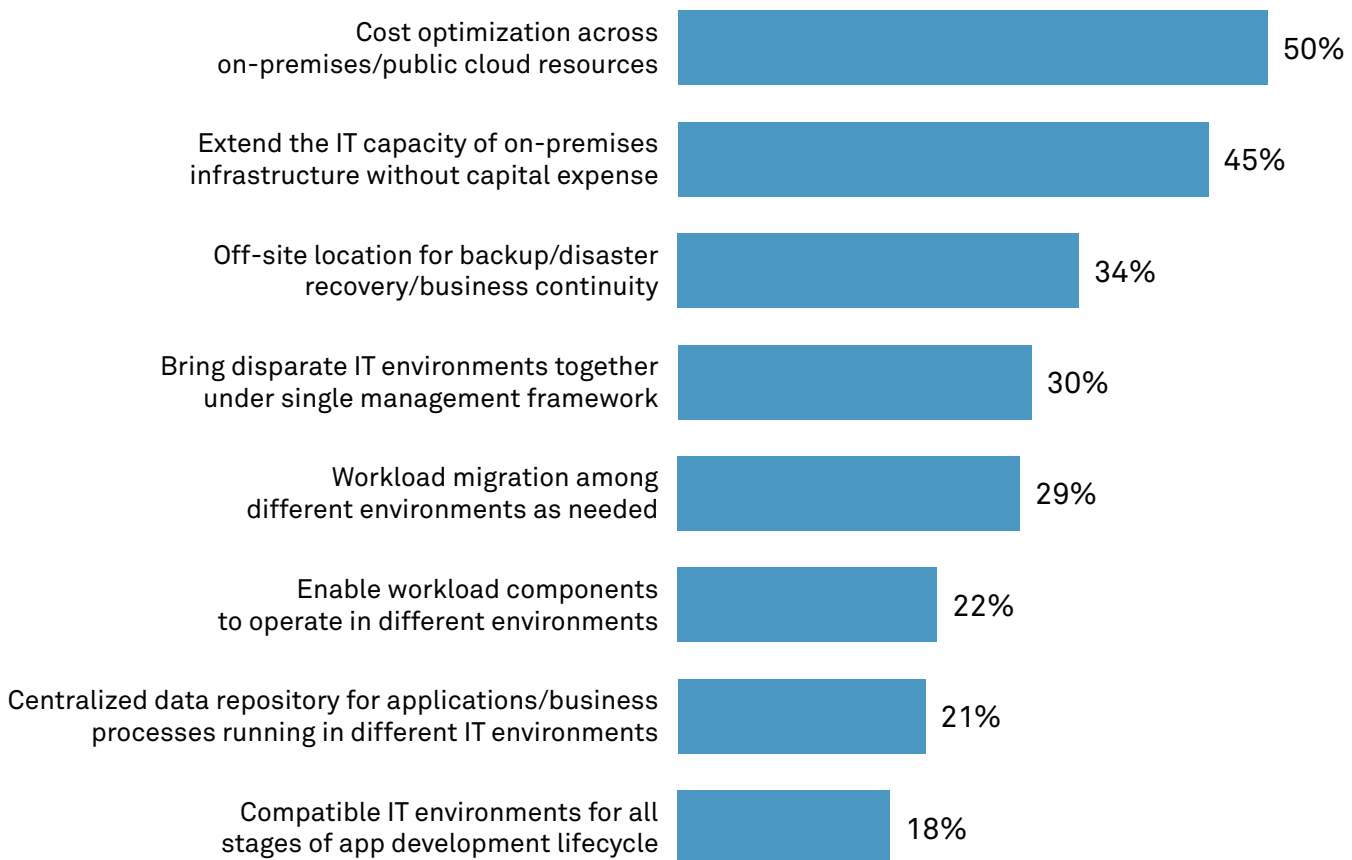 Cost optimization across
on-premises/public cloud resources
50%
Extend the IT capacity of on-premises
infrastructure without capital expense
45%
Off-site location for backup/disaster
recovery/business continuity
34%
Bring disparate IT environments together
under single management framework
30%
Workload migration among
different environments as needed
29%
Enable workload components
to operate in different environments
22%
Centralized data repository for applications/business
processes running in different IT environments
21%
Compatible IT environments for all
stages of app development lifecycle
18%